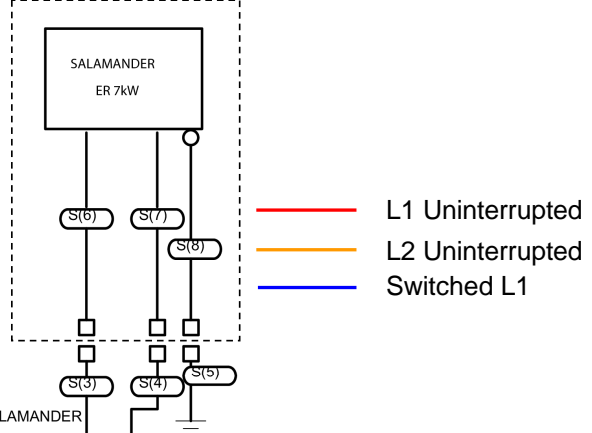 SALAMANDER
ER 7kW
S(6)
S(7)
S(8)
L1 Uninterrupted
L2 Uninterrupted
Switched L1
S(3)
S(4)
S(5)
LAMANDER